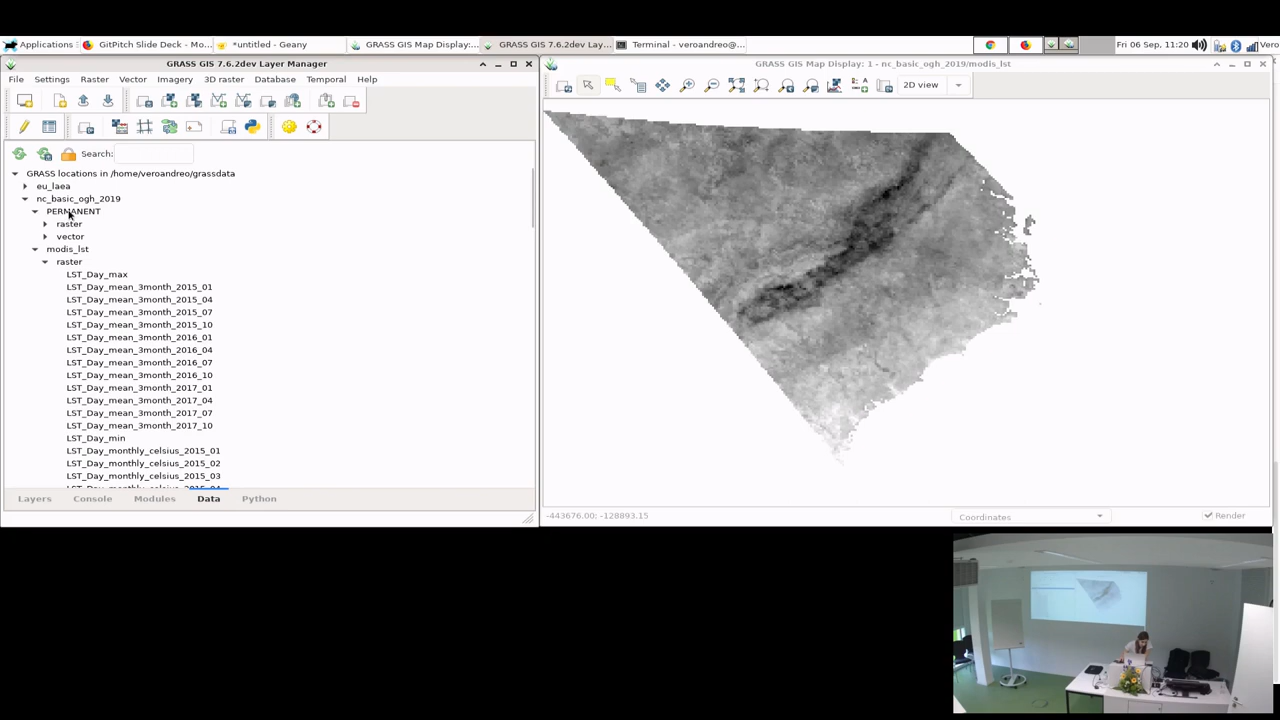 Applications
GitPitch Slide Deck - Mo...
*untitled - Geany
GRASS GIS Map Display:...
GRASS GIS 7.6.2dev Lay...
Terminal - veroandreo@...
Fri 06 Sep, 11:20
Vero
GRASS GIS 7.6.2dev Layer Manager
File Settings Raster Vector Imagery 3D raster Database Temporal Help
Search:
GRASS locations in /home/veroandreo/grassdata
eu_laea
nc_basic_ogh_2019
PERMANENT
raster
vector
modis_lst
raster
LST_Day_max
LST_Day_mean_3month_2015_01
LST_Day_mean_3month_2015_04
LST_Day_mean_3month_2015_07
LST_Day_mean_3month_2015_10
LST_Day_mean_3month_2016_01
LST_Day_mean_3month_2016_04
LST_Day_mean_3month_2016_07
LST_Day_mean_3month_2016_10
LST_Day_mean_3month_2017_01
LST_Day_mean_3month_2017_04
LST_Day_mean_3month_2017_07
LST_Day_mean_3month_2017_10
LST_Day_min
LST_Day_monthly_celsius_2015_01
LST_Day_monthly_celsius_2015_02
LST_Day_monthly_celsius_2015_03
Layers Console Modules Data Python
GRASS GIS Map Display: 1 - nc_basic_ogh_2019/modis_lst
2D view
-443676.00; -128893.15
Coordinates
Render